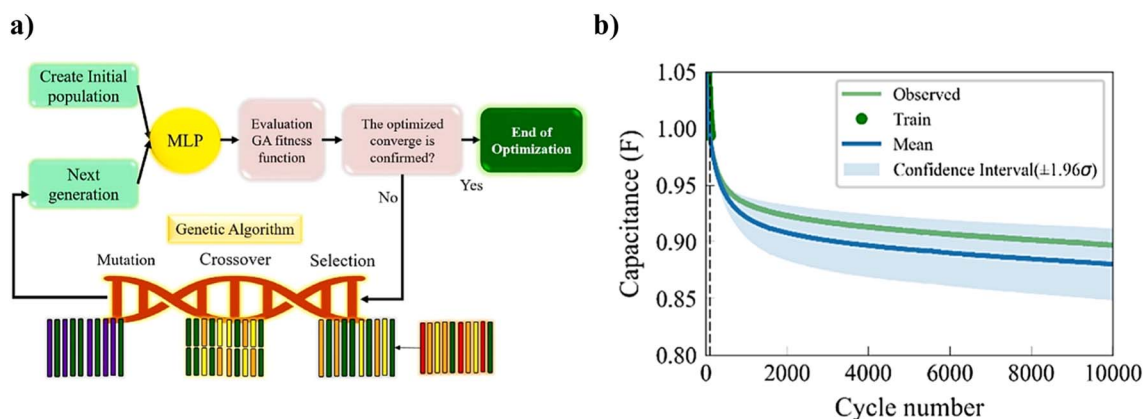 a)
Create Initial
population
MLP
Evaluation
GA fitness
function
The optimized
converge is
confirmed?
End of
Optimization
Next
generation
No
Yes
Genetic Algorithm
Mutation
Crossover
Selection
b)
Capacitance (F)
1.05
1.00
0.95
0.90
0.85
0.80
Observed
Train
Mean
Confidence Interval(±1.96σ)
0 2000 4000 6000 8000 10000
Cycle number